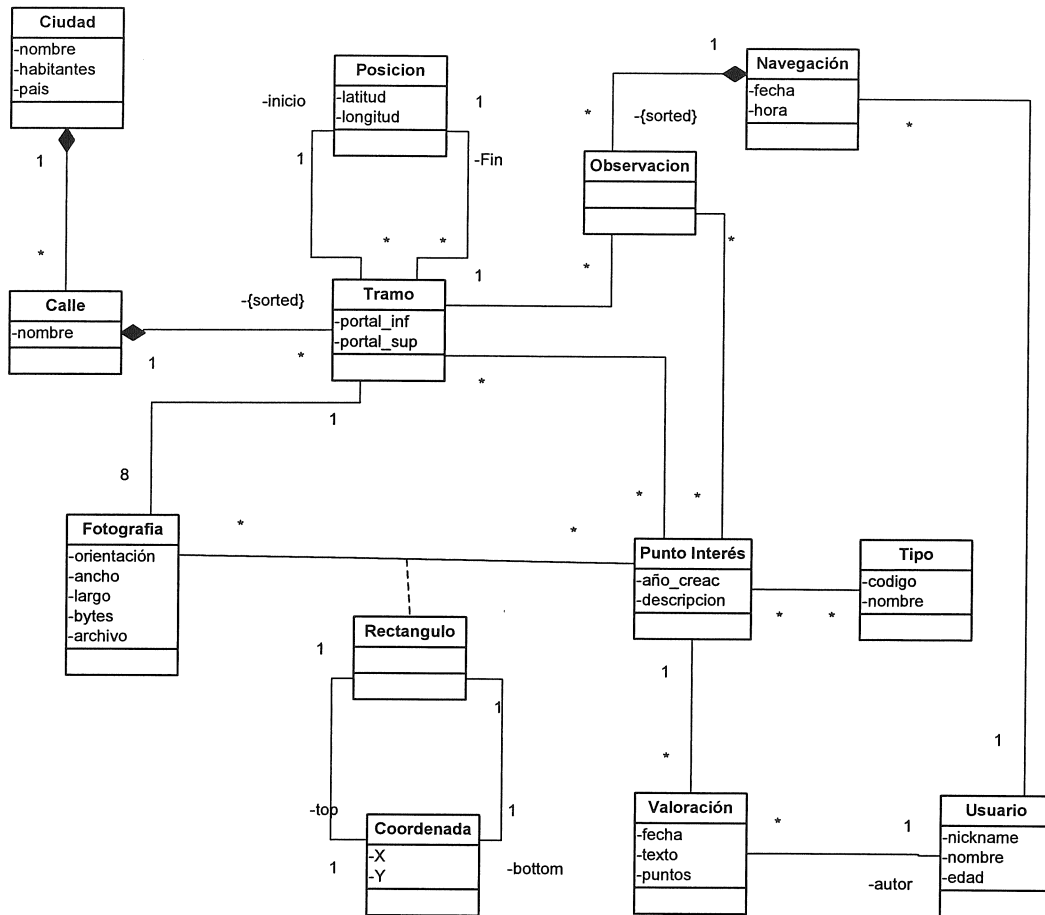 Ciudad
-nombre
-habitantes
-pais
1
*
Calle
-nombre
1
-{sorted}
*
Posicion
-latitud
-longitud
-inicio
1
1
-Fin
*
*
Tramo
-portal_inf
-portal_sup
1
*
1
*
Navegación
-fecha
-hora
1
*
-{sorted}
*
Observacion
*
*
8
Fotografia
-orientación
-ancho
-largo
-bytes
-archivo
*
*
*
Punto Interés
-año_creac
-descripcion
*
*
Tipo
-codigo
-nombre
Rectangulo
1
1
-top
1
1
-bottom
Coordenada
-X
-Y
1
*
Valoración
-fecha
-texto
-puntos
*
1
-autor
1
Usuario
-nickname
-nombre
-edad